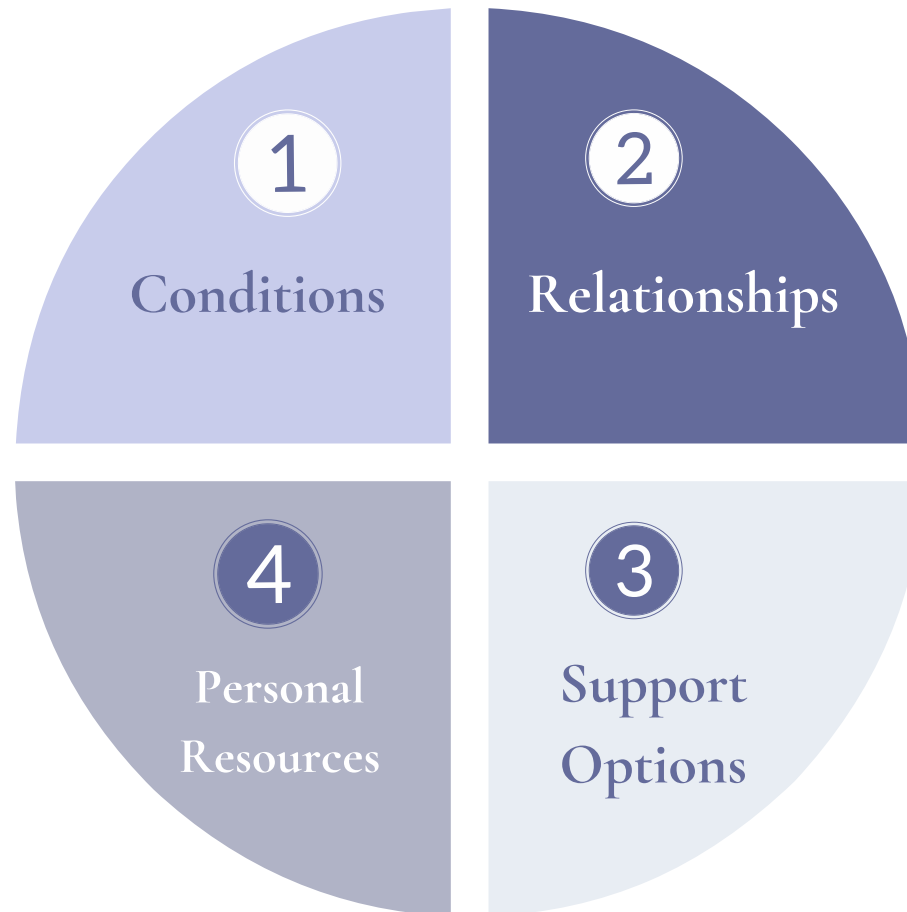 1
Conditions
2
Relationships
3
Support
Options
4
Personal
Resources